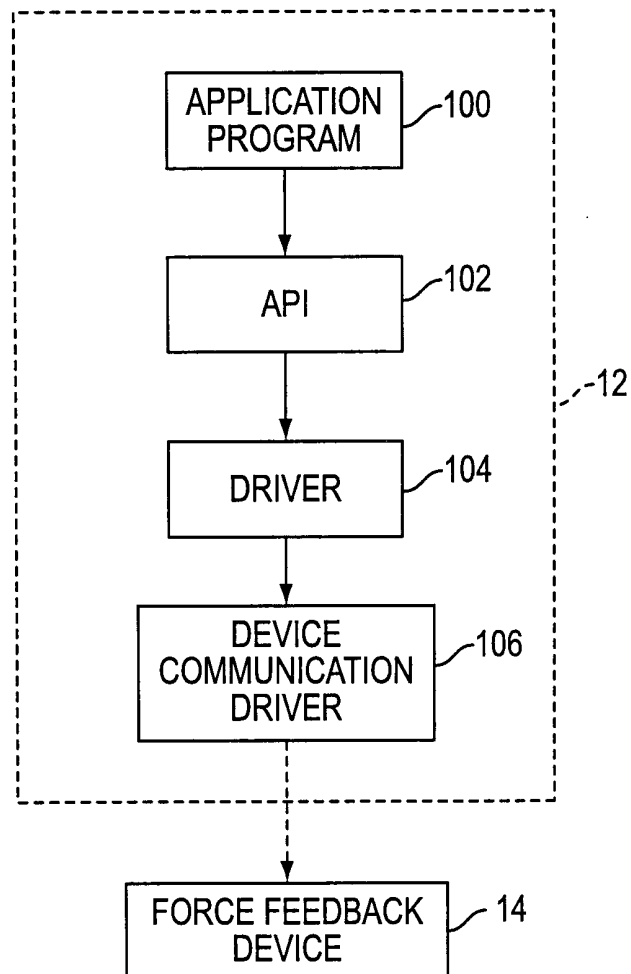 APPLICATION
PROGRAM
100
API
102
12
DRIVER
104
DEVICE
COMMUNICATION
DRIVER
106
FORCE FEEDBACK
DEVICE
14